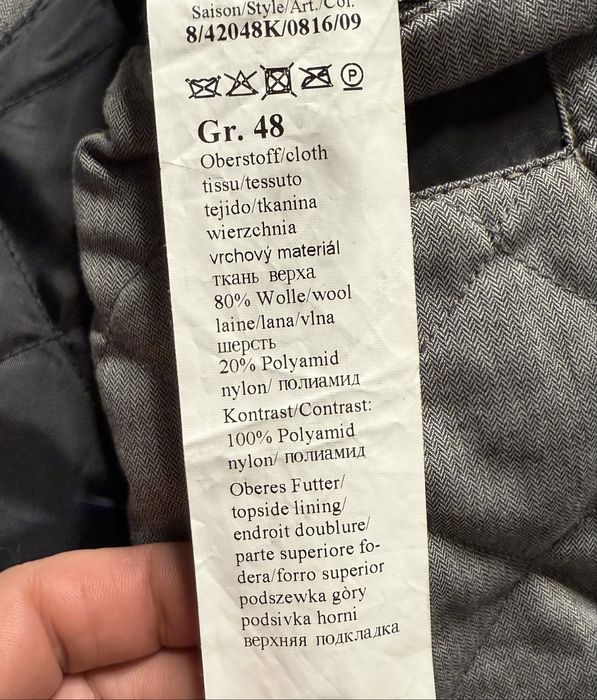 Saison/Style/Art./Col.
8/42048K/0816/09
P
Gr. 48
Oberstoff/cloth
tissu/tessuto
tejido/tkanina
wierzchnia
vrchový materiál
ткань верха
80% Wolle/wool
laine/lana/vlna
шерсть
20% Polyamid
nylon/ полиамид
Kontrast/Contrast:
100% Polyamid
nylon/ полиамид
Oberes Futter/
topside lining/
endroit doublure/
parte superiore fo-
dera/forro superior
podszewka gòry
podsivka horni
верхняя подкладка